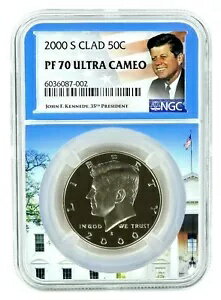 2000 S CLAD 50C
PF 70 ULTRA CAMEO
6036087-002
JOHN F. KENNEDY, 35TH PRESIDENT
NGC
LIBERTY
IN GOD WE TRUST
S
2000